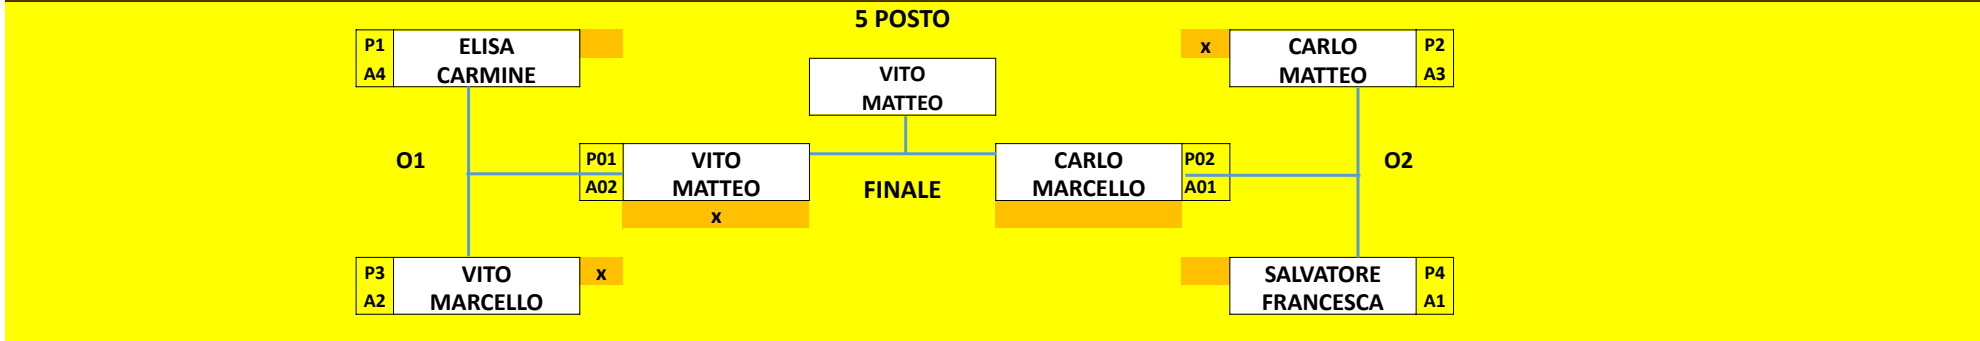 5 POSTO
P1 ELISA x CARLO P2
A4 CARMINE VITO MATTEO A3
MATTEO
O1 P01 VITO CARLO P02 O2
A02 MATTEO FINALE MARCELLO A01
x
P3 VITO x SALVATORE P4
A2 MARCELLO FRANCESCA A1